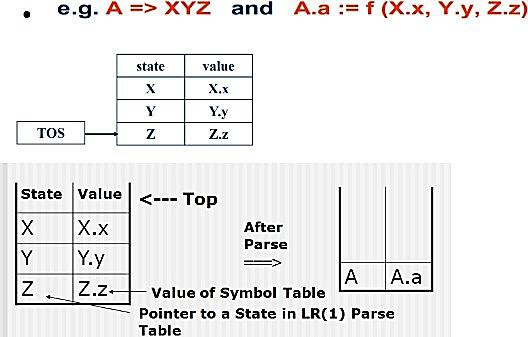 • e.g. A => XYZ and A.a := f (X.x, Y.y, Z.z)
state value
X X.x
Y Y.y
TOS Z Z.z
State Value <--- Top
X X.x
Y Y.y
After
Parse
Z Z.z
A A.a
Value of Symbol Table
Pointer to a State in LR(1) Parse
Table